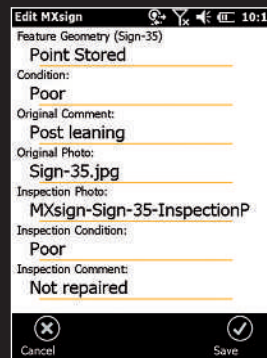 Edit MXsign 10:1
Feature Geometry (Sign-35)
Point Stored
Condition:
Poor
Original Comment:
Post leaning
Original Photo:
Sign-35.jpg
Inspection Photo:
MXsign-Sign-35-InspectionP
Inspection Condition:
Poor
Inspection Comment:
Not repaired
Cancel Save